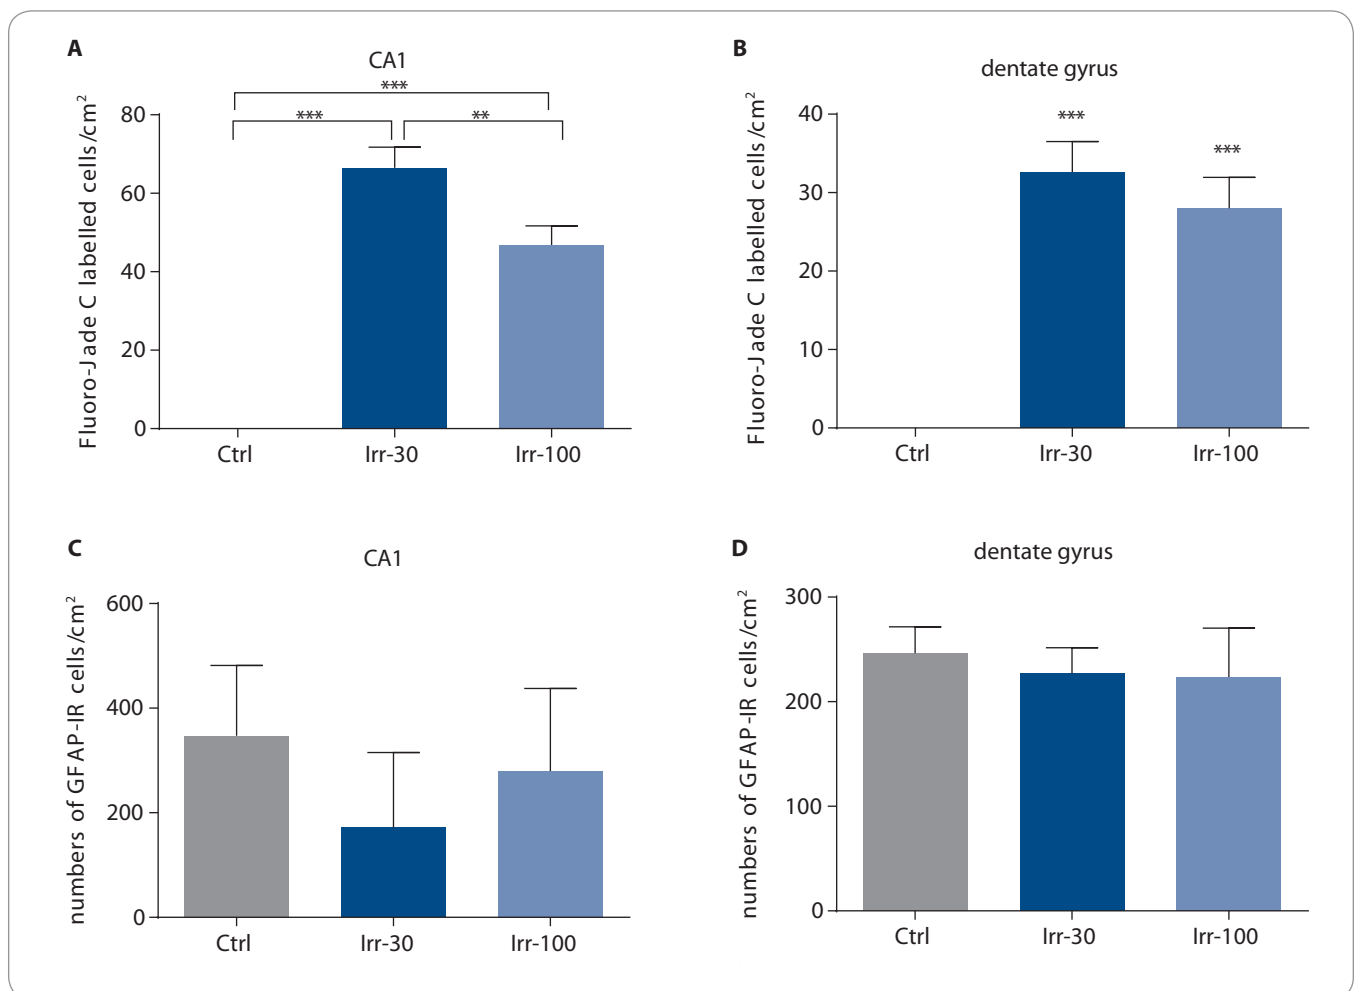 A
CA1
Fluoro-Jade C labelled cells/cm²
***
***
**
80
60
40
20
0
Ctrl
Irr-30
Irr-100
B
dentate gyrus
Fluoro-Jade C labelled cells/cm²
***
***
40
30
20
10
0
Ctrl
Irr-30
Irr-100
C
CA1
numbers of GFAP-IR cells/cm²
600
400
200
0
Ctrl
Irr-30
Irr-100
D
dentate gyrus
numbers of GFAP-IR cells/cm²
300
200
100
0
Ctrl
Irr-30
Irr-100